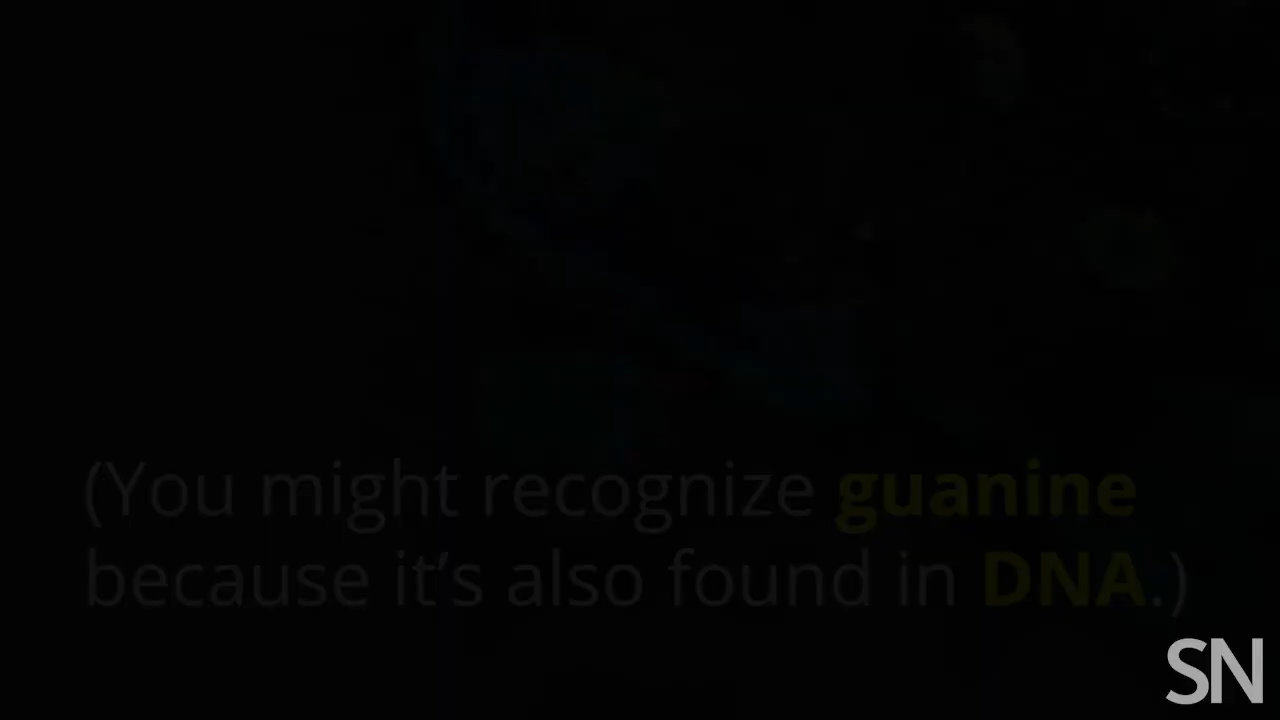 (You might recognize guanine
because it’s also found in DNA.)
SN